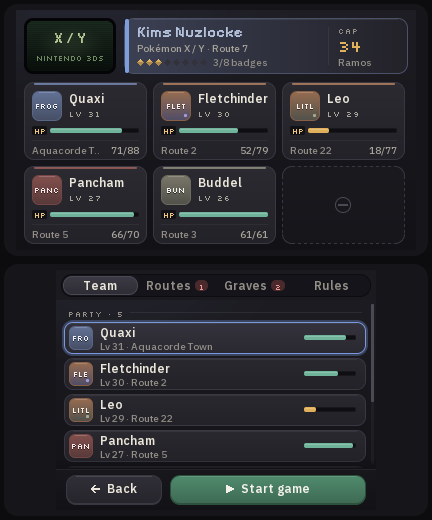 X/Y
NINTENDO 3DS
Kims Nuzlocke
Pokémon X/Y · Route 7
3/8 badges
CAP
34
Ramos
FROG
Quaxi
LV 31
HP
Aquacorde T..
71/88
FLET
Fletchinder
LV 30
HP
Route 2
52/79
LITL
Leo
LV 29
HP
Route 22
18/77
PANC
Pancham
LV 27
HP
Route 5
66/70
BUN
Buddel
LV 26
HP
Route 3
61/61
Team
Routes 1
Graves 2
Rules
PARTY · 5
FRO
Quaxi
Lv 31 · Aquacorde Town
FLE
Fletchinder
Lv 30 · Route 2
LITL
Leo
Lv 29 · Route 22
PAN
Pancham
Lv 27 · Route 5
← Back
▶ Start game